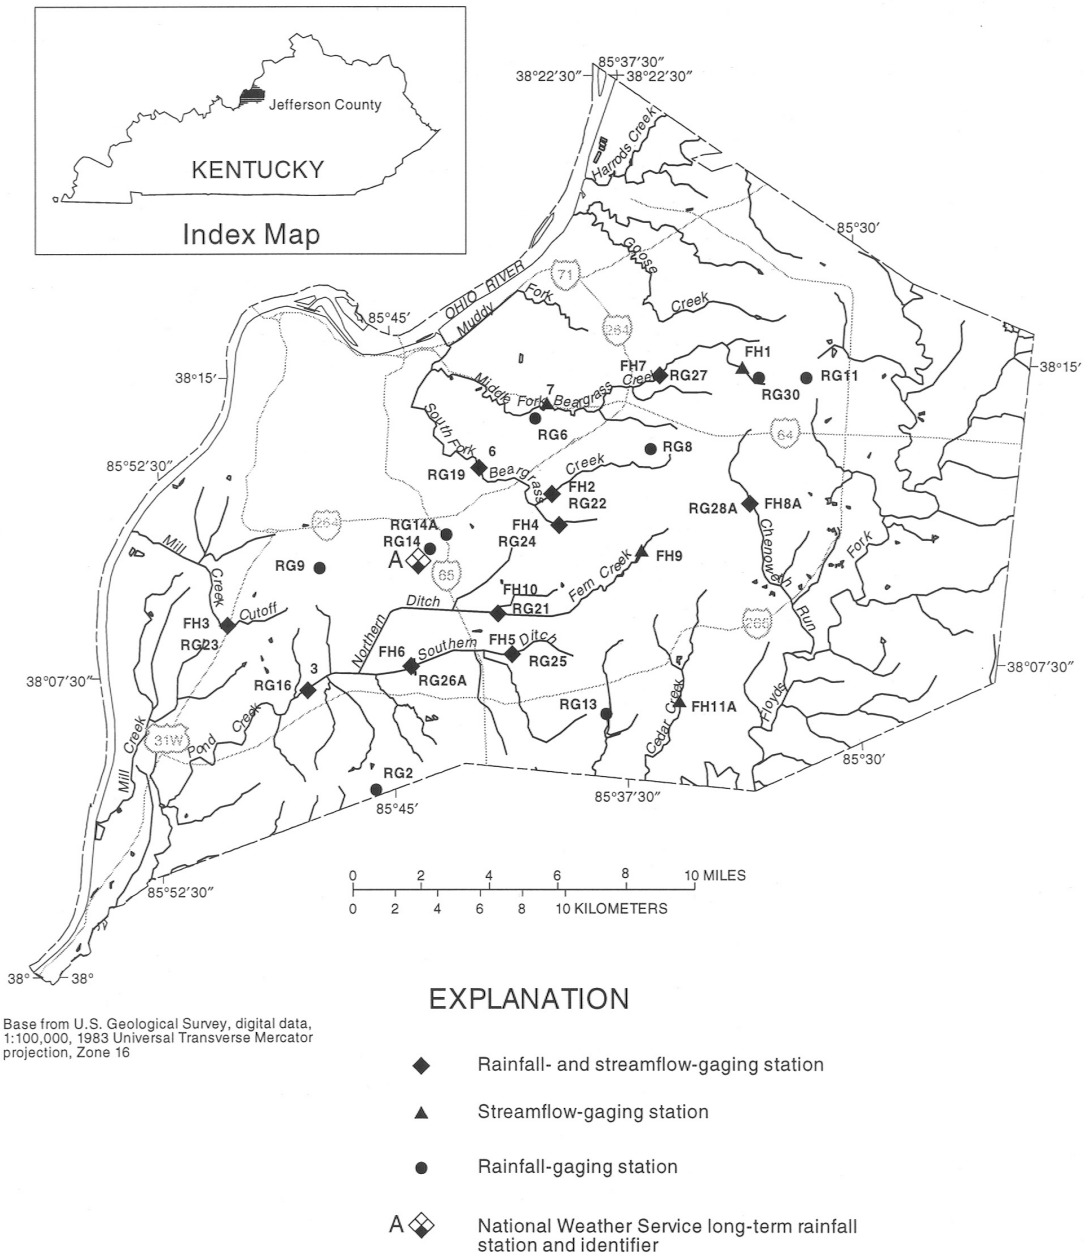 Jefferson County
KENTUCKY
Index Map
85°37'30"
38°22'30"
38°22'30"
Harrods Creek
85°30'
Goose
Creek
71
OHIO RIVER
Muddy
Fork
85°45'
264
38°15'
38°15'
FH1
FH7
RG27
RG30
RG11
Middle Fork Beargrass
Creek
7
RG6
64
South Fork
Beargrass
Creek
6
RG19
RG8
85°52'30"
FH2
RG22
RG28A
FH8A
264
RG14A
RG14
A
FH4
RG24
Mill
Creek
Cutoff
RG9
65
Fern Creek
FH9
Chenoweth
Run
Fork
FH10
RG21
Ditch
Northern
FH3
RG23
265
Southern
Ditch
FH5
RG25
FH6
RG26A
3
RG16
38°07'30"
38°07'30"
RG13
Cedar Creek
FH11A
Floyds
Mill
Creek
31W
Pond
Creek
RG2
85°45'
85°37'30"
85°30'
85°52'30"
0 2 4 6 8 10 MILES
0 2 4 6 8 10 KILOMETERS
38°
38°
EXPLANATION
Base from U.S. Geological Survey, digital data,
1:100,000, 1983 Universal Transverse Mercator
projection, Zone 16
Rainfall- and streamflow-gaging station
Streamflow-gaging station
Rainfall-gaging station
A
National Weather Service long-term rainfall
station and identifier